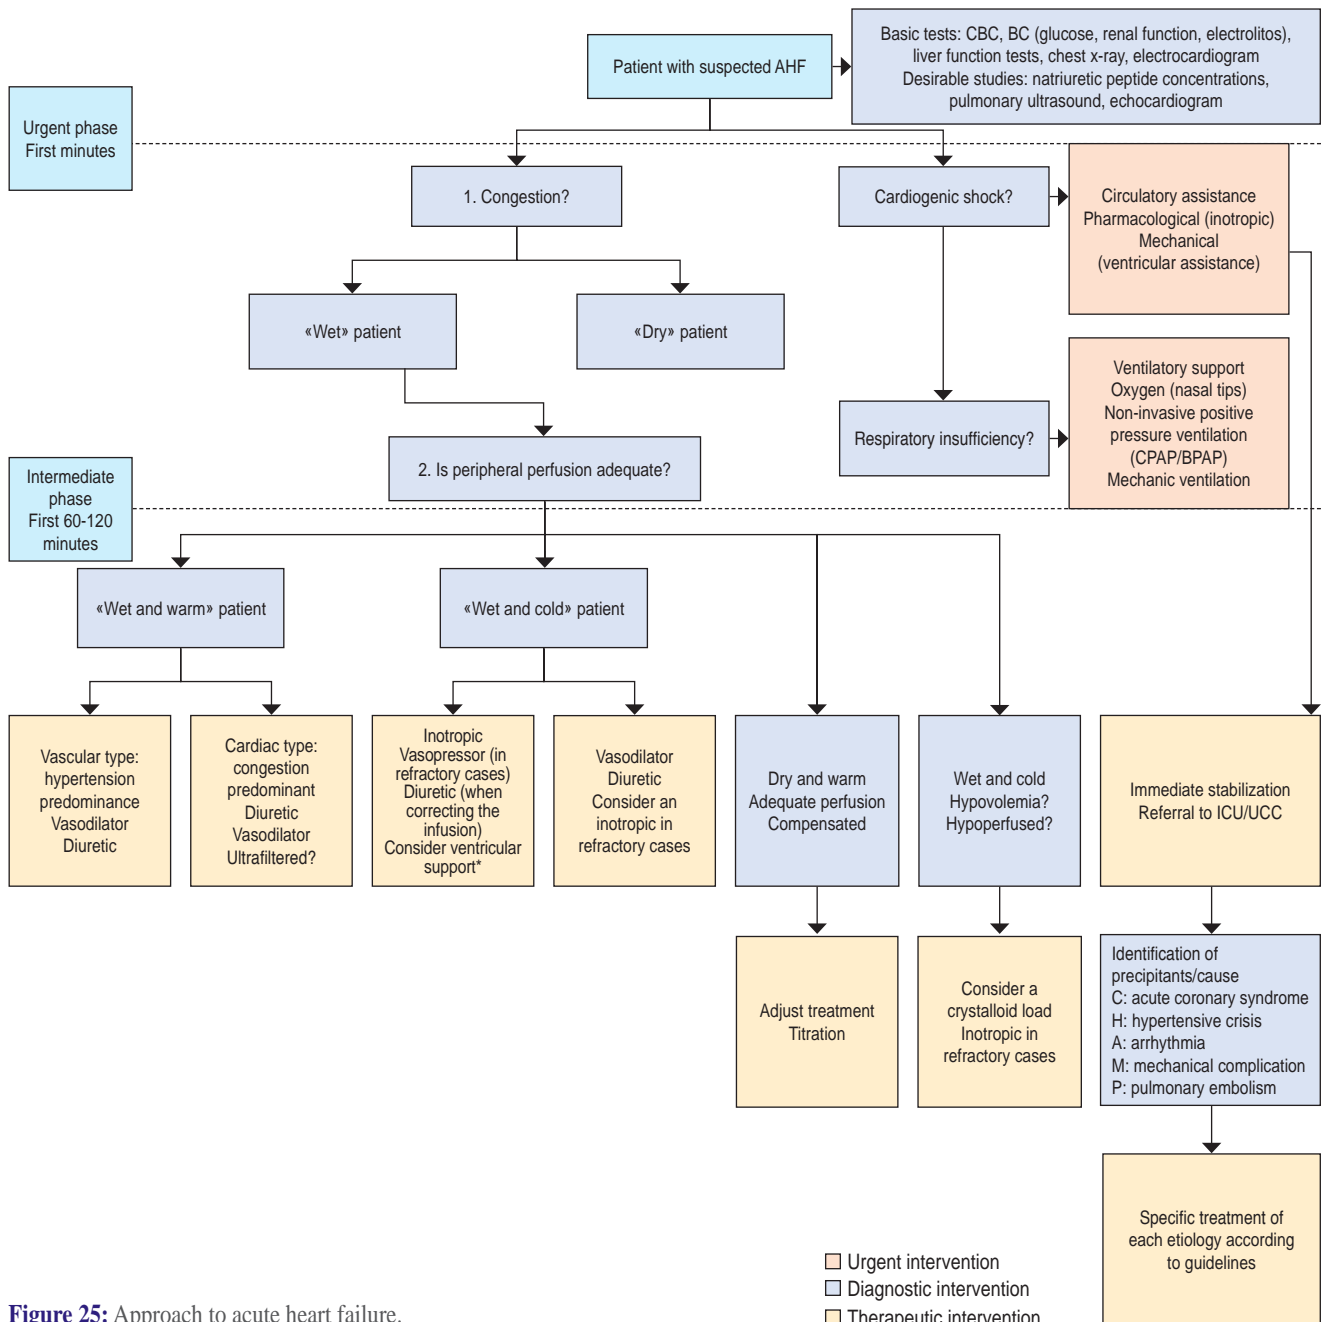 Patient with suspected AHF
Basic tests: CBC, BC (glucose, renal function, electrolitos),
liver function tests, chest x-ray, electrocardiogram
Desirable studies: natriuretic peptide concentrations,
pulmonary ultrasound, echocardiogram
Urgent phase
First minutes
1. Congestion?
Cardiogenic shock?
Circulatory assistance
Pharmacological (inotropic)
Mechanical
(ventricular assistance)
«Wet» patient
«Dry» patient
Respiratory insufficiency?
Ventilatory support
Oxygen (nasal tips)
Non-invasive positive
pressure ventilation
(CPAP/BPAP)
Mechanic ventilation
2. Is peripheral perfusion adequate?
Intermediate
phase
First 60-120
minutes
«Wet and warm» patient
«Wet and cold» patient
Vascular type:
hypertension
predominance
Vasodilator
Diuretic
Cardiac type:
congestion
predominant
Diuretic
Vasodilator
Ultrafiltered?
Inotropic
Vasopressor (in
refractory cases)
Diuretic (when
correcting the
infusion)
Consider ventricular
support*
Vasodilator
Diuretic
Consider an
inotropic in
refractory cases
Dry and warm
Adequate perfusion
Compensated
Wet and cold
Hypovolemia?
Hypoperfused?
Immediate stabilization
Referral to ICU/UCC
Adjust treatment
Titration
Consider a
crystalloid load
Inotropic in
refractory cases
Identification of
precipitants/cause
C: acute coronary syndrome
H: hypertensive crisis
A: arrhythmia
M: mechanical complication
P: pulmonary embolism
Specific treatment of
each etiology according
to guidelines
Urgent intervention
Diagnostic intervention
Therapeutic intervention
Figure 25: Approach to acute heart failure.